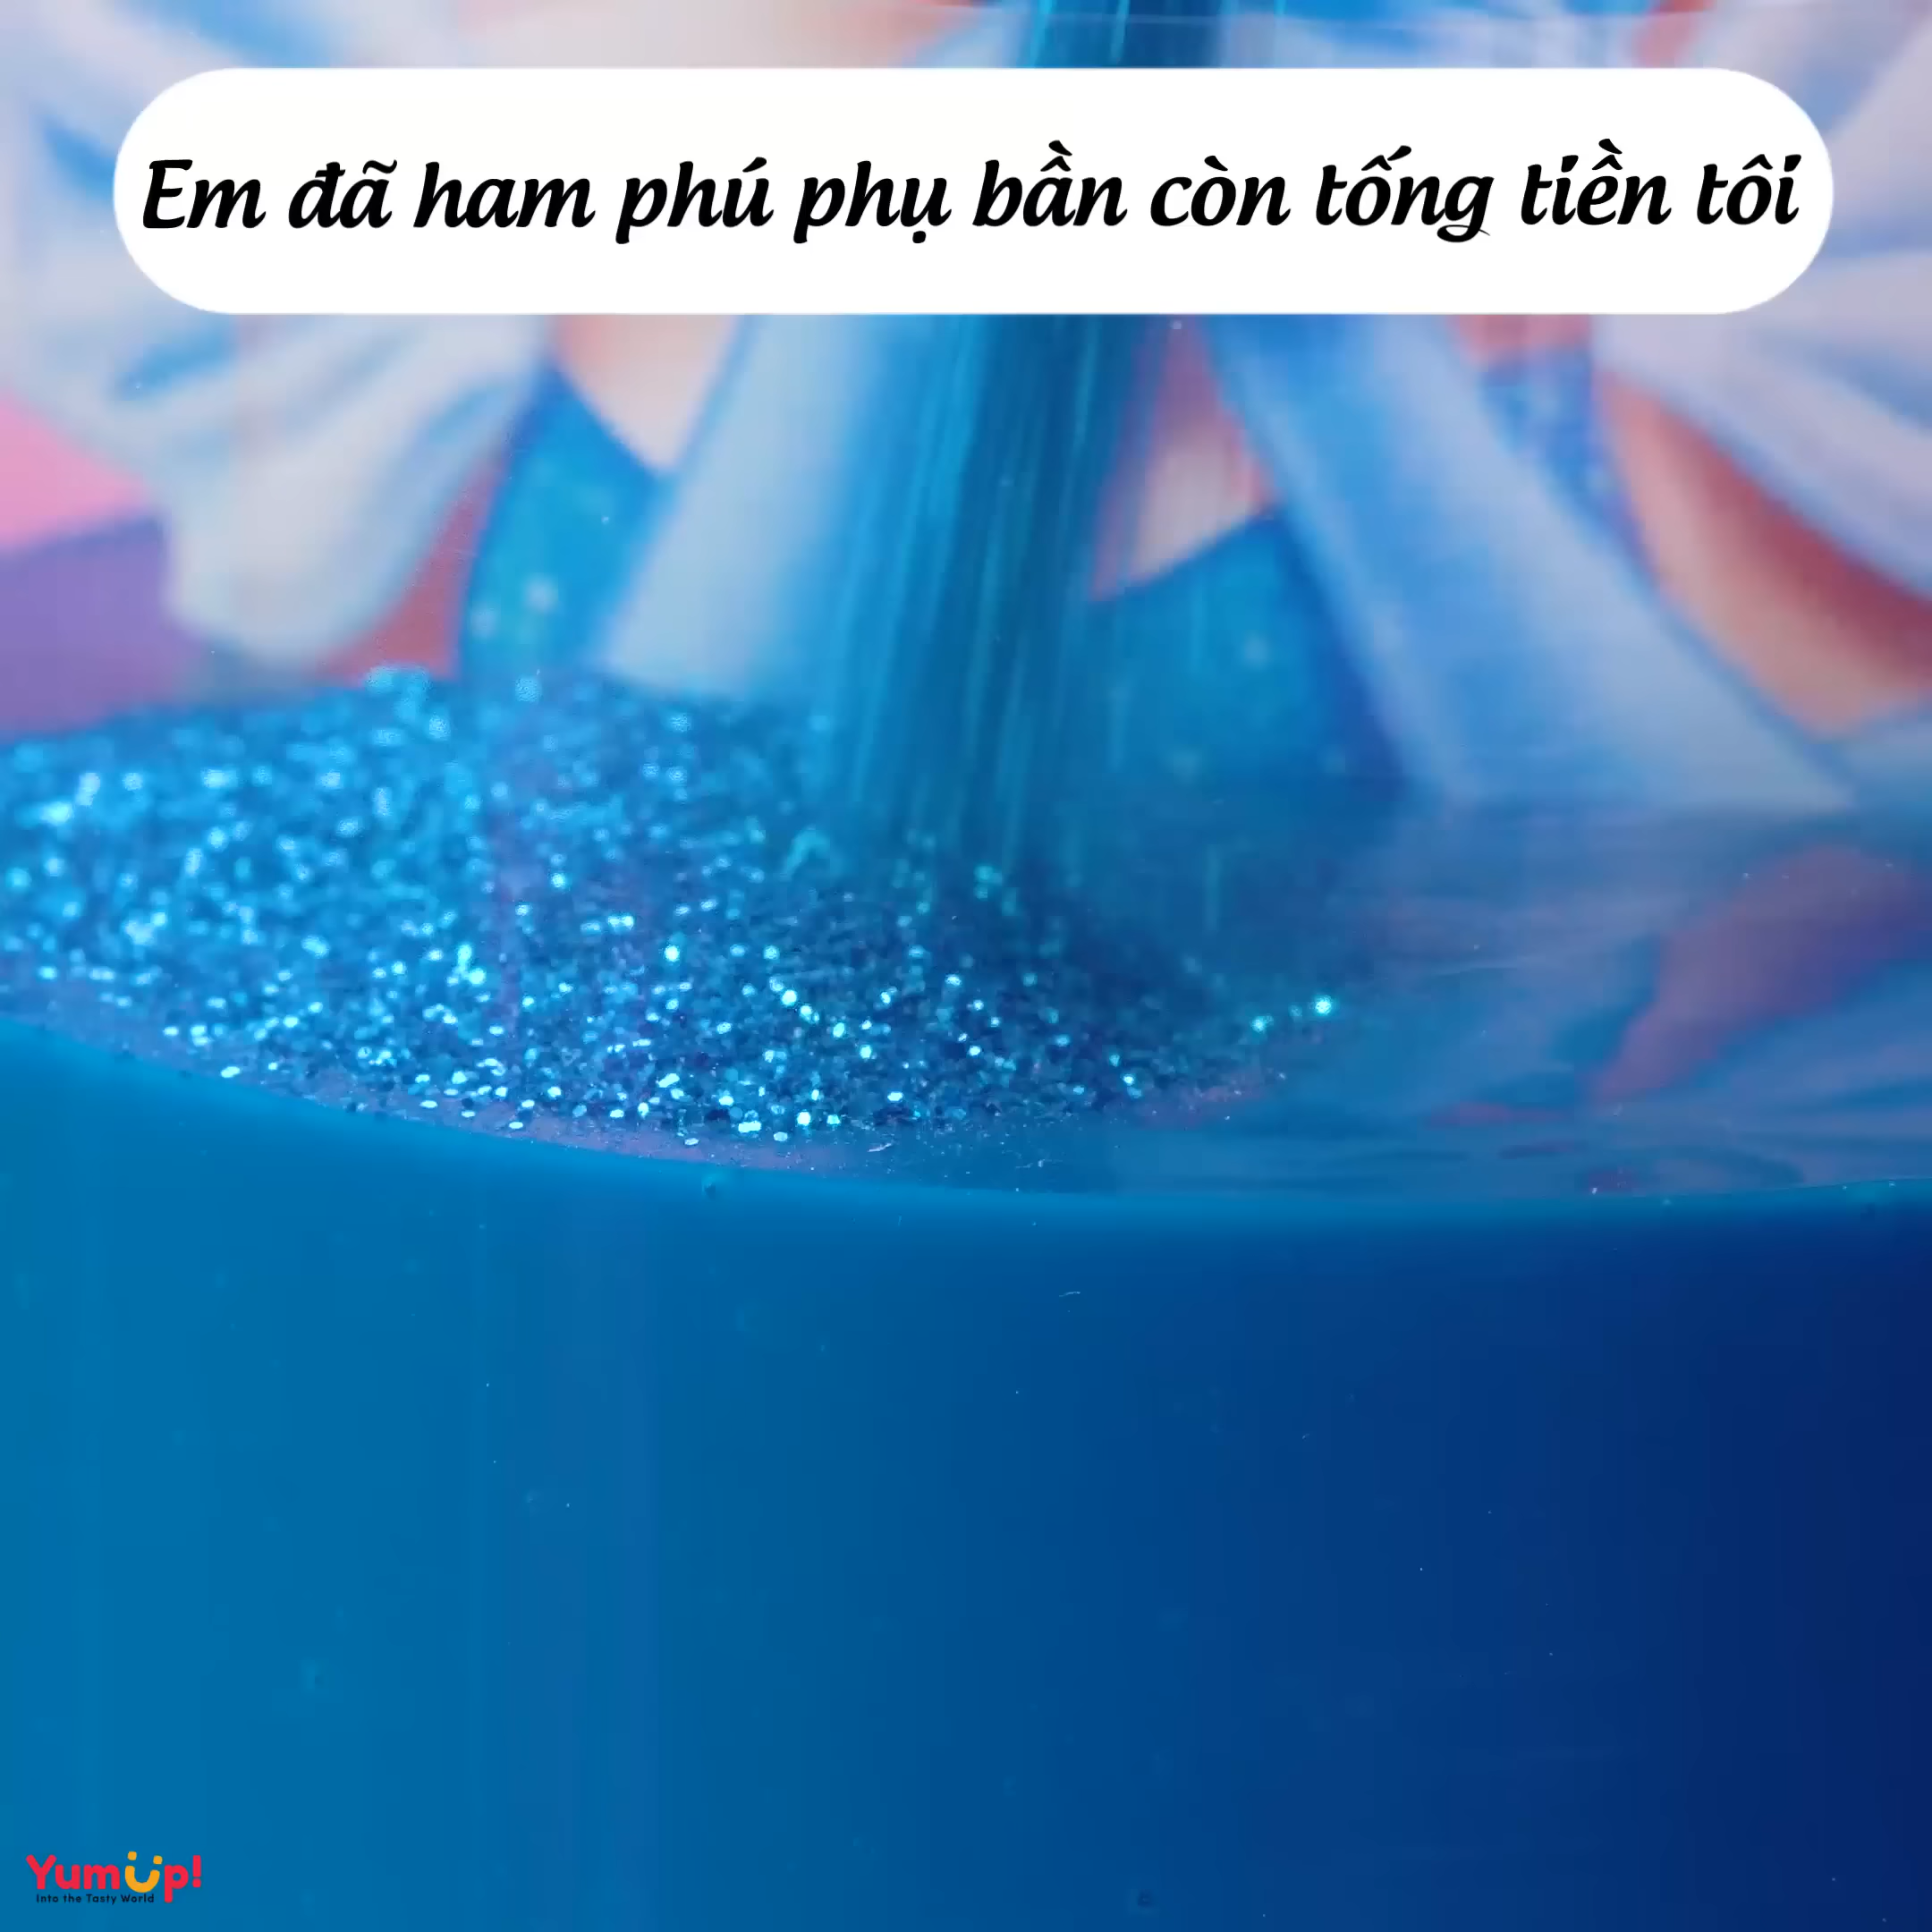 Em đã ham phú phụ bần còn tống tiền tôi
YumUp!
Into the Tasty World